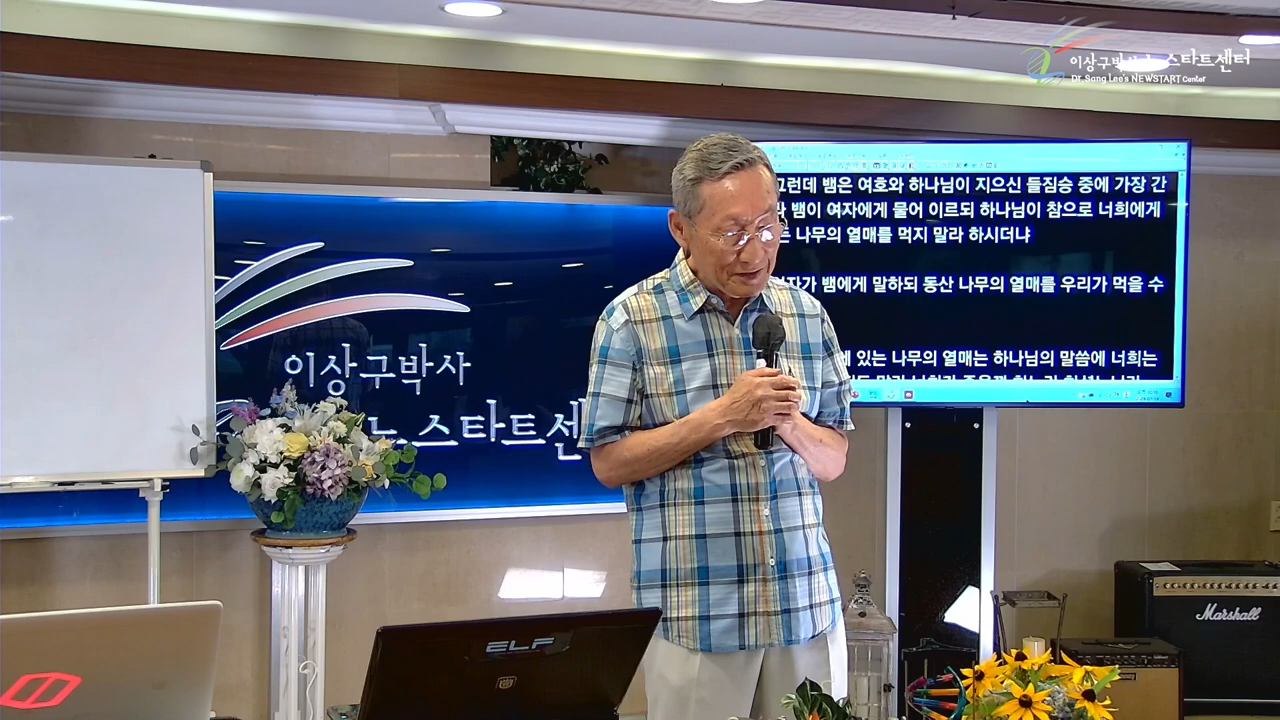 이상구박사 뉴스타트센터
Dr. Sang Lee's NEWSTART Center
그런데 뱀은 여호와 하나님이 지으신 들짐승 중에 가장 간
뱀이 여자에게 물어 이르되 하나님이 참으로 너희에게
나무의 열매를 먹지 말라 하시더냐
여자가 뱀에게 말하되 동산 나무의 열매를 우리가 먹을 수
있는 나무의 열매는 하나님의 말씀에 너희는
이상구박사
스타트센
ELF
Marshall